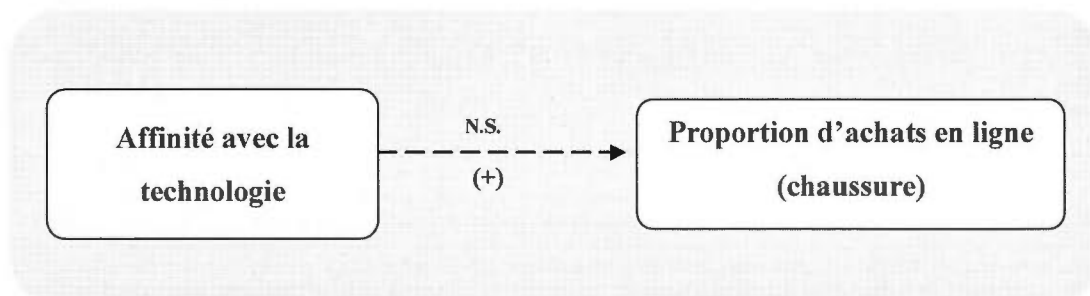 Affinité avec la
technologie
N.S.
(+)
Proportion d'achats en ligne
(chaussure)